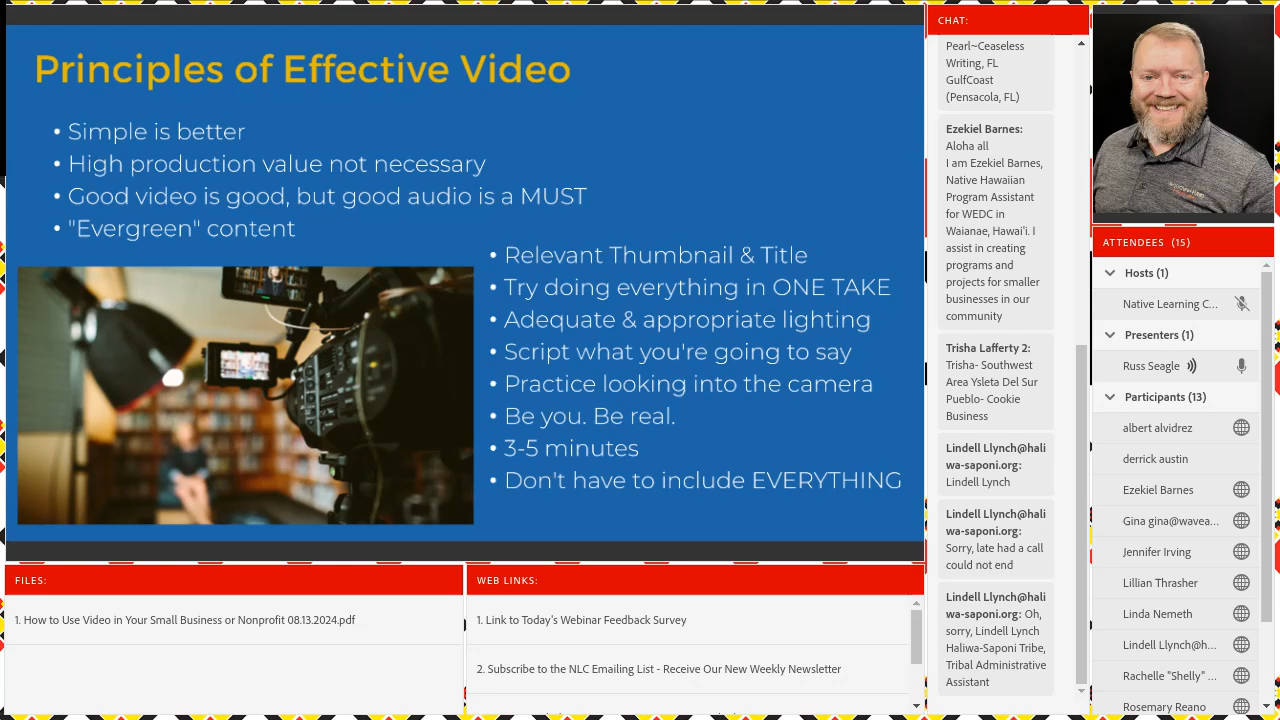 Principles of Effective Video
• Simple is better
• High production value not necessary
• Good video is good, but good audio is a MUST
• "Evergreen" content
• Relevant Thumbnail & Title
• Try doing everything in ONE TAKE
• Adequate & appropriate lighting
• Script what you're going to say
• Practice looking into the camera
• Be you. Be real.
• 3-5 minutes
• Don't have to include EVERYTHING
FILES:
1. How to Use Video in Your Small Business or Nonprofit 08.13.2024.pdf
WEB LINKS:
1. Link to Today's Webinar Feedback Survey
2. Subscribe to the NLC Emailing List - Receive Our New Weekly Newsletter
CHAT:
Pearl~Ceaseless
Writing, FL
GulfCoast
(Pensacola, FL)
Ezekiel Barnes:
Aloha all
I am Ezekiel Barnes,
Native Hawaiian
Program Assistant
for WEDC in
Waianae, Hawai'i. I
assist in creating
programs and
projects for smaller
businesses in our
community
Trisha Lafferty 2:
Trisha- Southwest
Area Ysleta Del Sur
Pueblo- Cookie
Business
Lindell Llynch@hali
wa-saponi.org:
Lindell Lynch
Lindell Llynch@hali
wa-saponi.org:
Sorry, late had a call
could not end
Lindell Llynch@hali
wa-saponi.org: Oh,
sorry, Lindell Lynch
Haliwa-Saponi Tribe,
Tribal Administrative
Assistant
ATTENDEES (15)
Hosts (1)
Native Learning C...
Presenters (1)
Russ Seagle
Participants (13)
albert alvidrez
derrick austin
Ezekiel Barnes
Gina gina@wavea...
Jennifer Irving
Lillian Thrasher
Linda Nemeth
Lindell Llynch@h...
Rachelle "Shelly" ...
Rosemary Reano